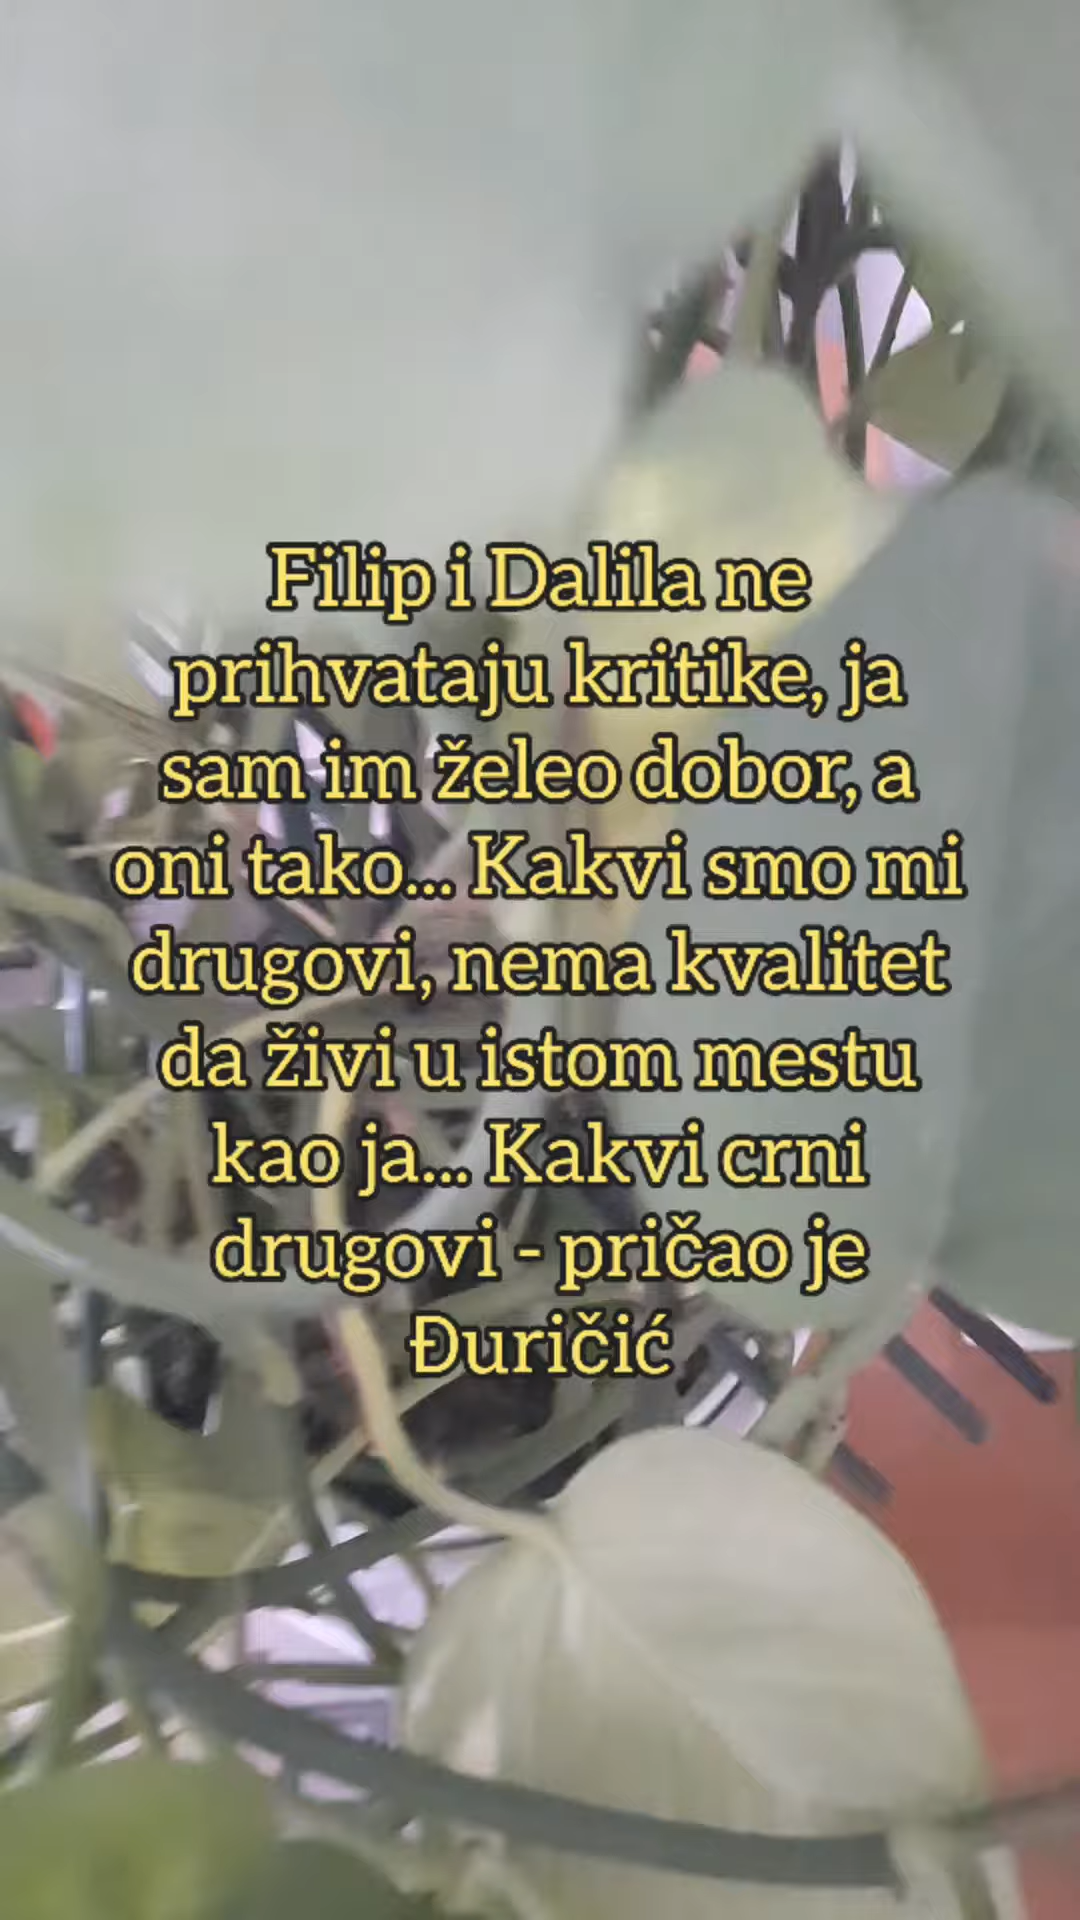 Filip i Dalila ne
prihvataju kritike, ja
sam im želeo dobor, a
oni tako... Kakvi smo mi
drugovi, nema kvalitet
da živi u istom mestu
kao ja... Kakvi crni
drugovi - pričao je
Đuričić